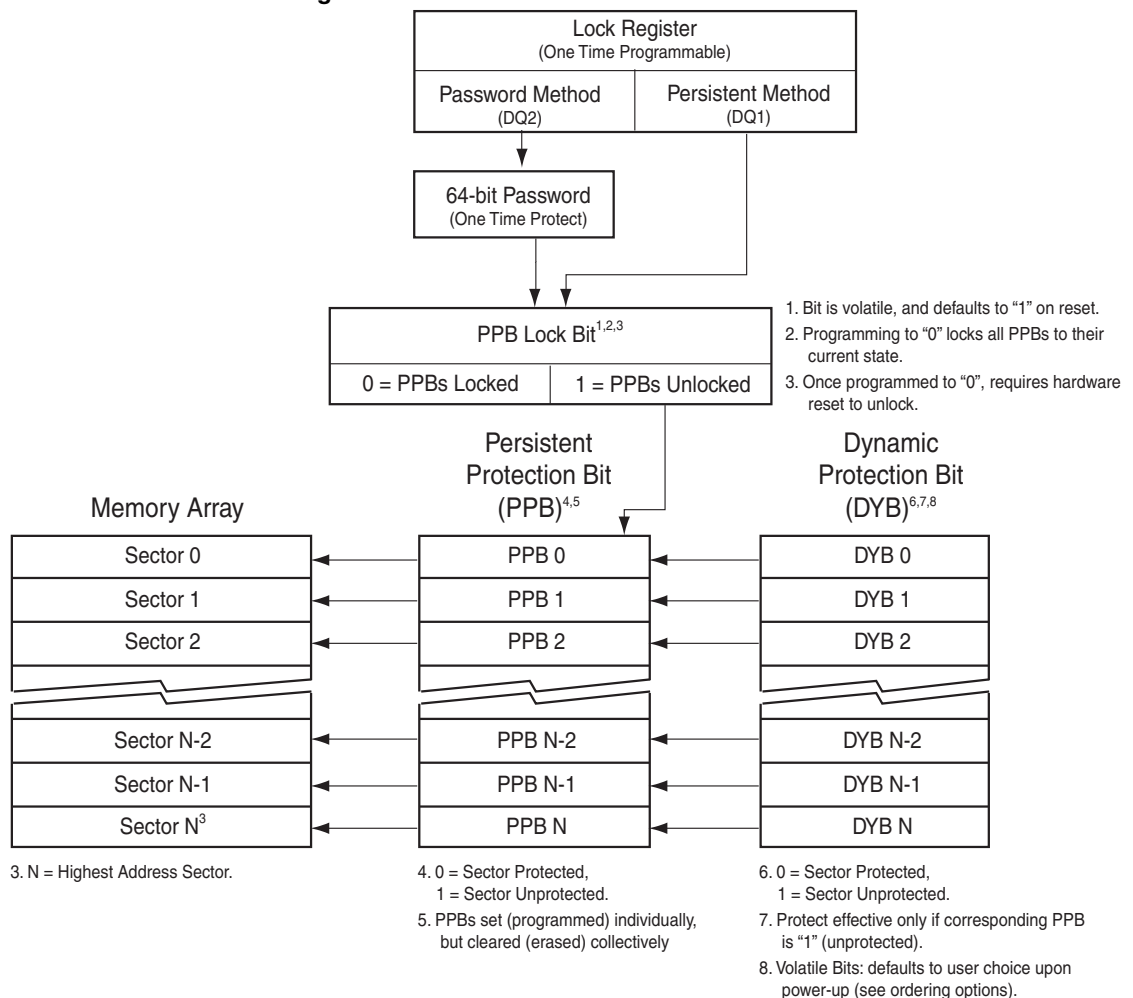 Lock Register
(One Time Programmable)
Password Method
(DQ2)
Persistent Method
(DQ1)
64-bit Password
(One Time Protect)
PPB Lock Bit1,2,3
0 = PPBs Locked
1 = PPBs Unlocked
1. Bit is volatile, and defaults to “1” on reset.
2. Programming to “0” locks all PPBs to their
current state.
3. Once programmed to “0”, requires hardware
reset to unlock.
Memory Array
Persistent
Protection Bit
(PPB)4,5
Dynamic
Protection Bit
(DYB)6,7,8
Sector 0
PPB 0
DYB 0
Sector 1
PPB 1
DYB 1
Sector 2
PPB 2
DYB 2
Sector N-2
PPB N-2
DYB N-2
Sector N-1
PPB N-1
DYB N-1
Sector N3
PPB N
DYB N
3. N = Highest Address Sector.
4. 0 = Sector Protected,
1 = Sector Unprotected.
5. PPBs set (programmed) individually,
but cleared (erased) collectively
6. 0 = Sector Protected,
1 = Sector Unprotected.
7. Protect effective only if corresponding PPB
is “1” (unprotected).
8. Volatile Bits: defaults to user choice upon
power-up (see ordering options).